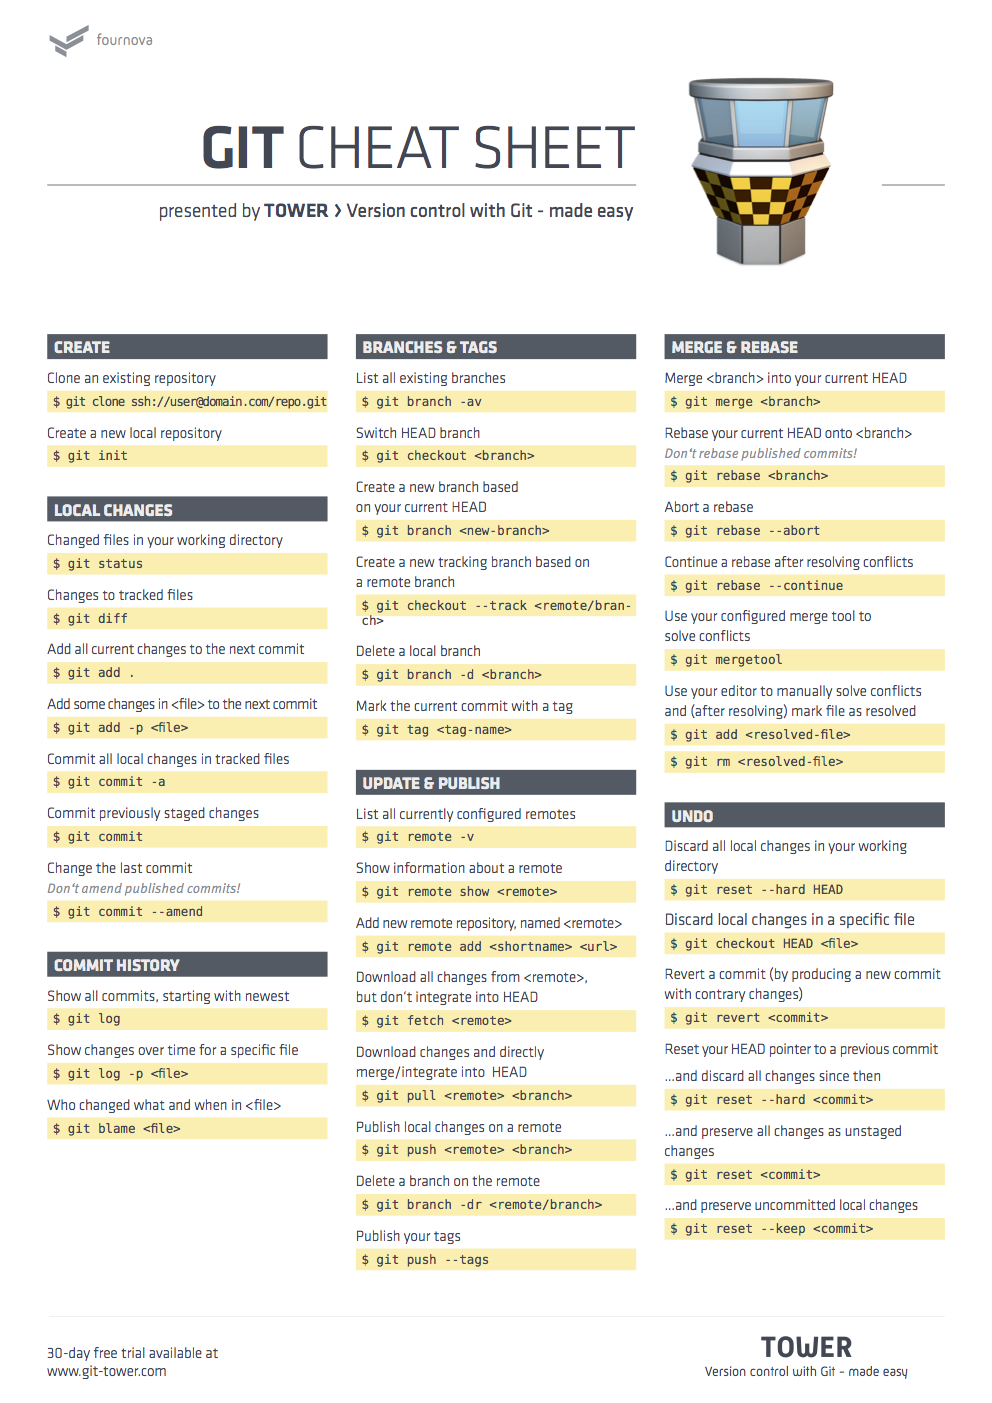 fournova
GIT CHEAT SHEET
presented by TOWER > Version control with Git - made easy
CREATE
Clone an existing repository
$ git clone ssh://user@domain.com/repo.git
Create a new local repository
$ git init
LOCAL CHANGES
Changed files in your working directory
$ git status
Changes to tracked files
$ git diff
Add all current changes to the next commit
$ git add .
Add some changes in <file> to the next commit
$ git add -p <file>
Commit all local changes in tracked files
$ git commit -a
Commit previously staged changes
$ git commit
Change the last commit
Don't amend published commits!
$ git commit --amend
COMMIT HISTORY
Show all commits, starting with newest
$ git log
Show changes over time for a specific file
$ git log -p <file>
Who changed what and when in <file>
$ git blame <file>
BRANCHES & TAGS
List all existing branches
$ git branch -av
Switch HEAD branch
$ git checkout <branch>
Create a new branch based
on your current HEAD
$ git branch <new-branch>
Create a new tracking branch based on
a remote branch
$ git checkout --track <remote/bran-
ch>
Delete a local branch
$ git branch -d <branch>
Mark the current commit with a tag
$ git tag <tag-name>
UPDATE & PUBLISH
List all currently configured remotes
$ git remote -v
Show information about a remote
$ git remote show <remote>
Add new remote repository, named <remote>
$ git remote add <shortname> <url>
Download all changes from <remote>,
but don't integrate into HEAD
$ git fetch <remote>
Download changes and directly
merge/integrate into HEAD
$ git pull <remote> <branch>
Publish local changes on a remote
$ git push <remote> <branch>
Delete a branch on the remote
$ git branch -dr <remote/branch>
Publish your tags
$ git push --tags
MERGE & REBASE
Merge <branch> into your current HEAD
$ git merge <branch>
Rebase your current HEAD onto <branch>
Don't rebase published commits!
$ git rebase <branch>
Abort a rebase
$ git rebase --abort
Continue a rebase after resolving conflicts
$ git rebase --continue
Use your configured merge tool to
solve conflicts
$ git mergetool
Use your editor to manually solve conflicts
and (after resolving) mark file as resolved
$ git add <resolved-file>
$ git rm <resolved-file>
UNDO
Discard all local changes in your working
directory
$ git reset --hard HEAD
Discard local changes in a specific file
$ git checkout HEAD <file>
Revert a commit (by producing a new commit
with contrary changes)
$ git revert <commit>
Reset your HEAD pointer to a previous commit
...and discard all changes since then
$ git reset --hard <commit>
...and preserve all changes as unstaged
changes
$ git reset <commit>
...and preserve uncommitted local changes
$ git reset --keep <commit>
30-day free trial available at
www.git-tower.com
TOWER
Version control with Git - made easy